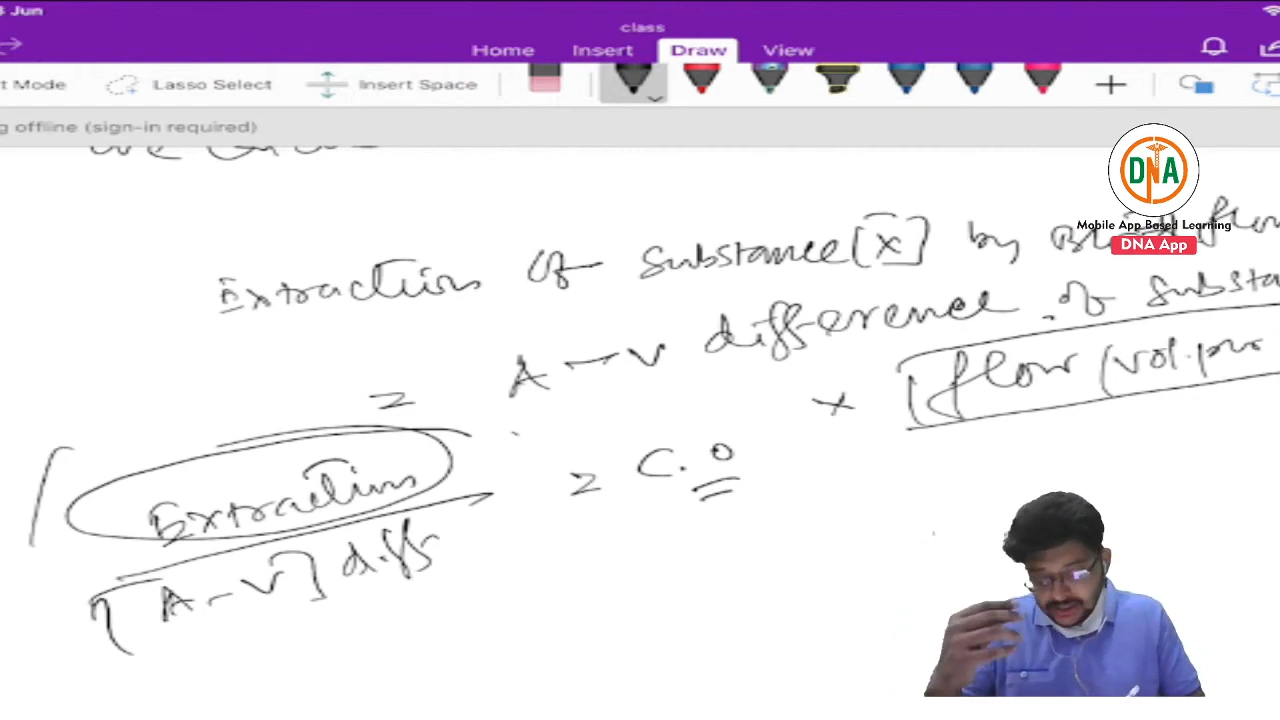 Jun
class
Home Insert Draw View
Mode Lasso Select Insert Space
offline (sign-in required)
DNA
Mobile App Based Learning
DNA App
Extraction of substance [x] by
= A - V difference of
x flow / vol. per
Extraction = C.O
[A - V] diff